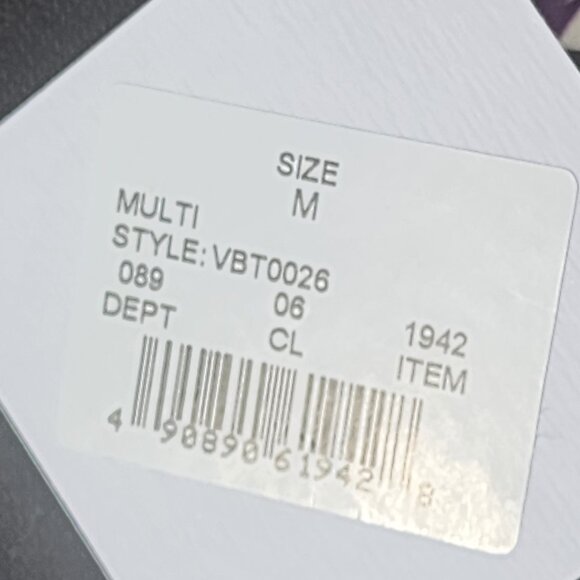 SIZE
M
MULTI
STYLE: VBT0026
089 06 1942
DEPT CL ITEM
4 90890 61942 8